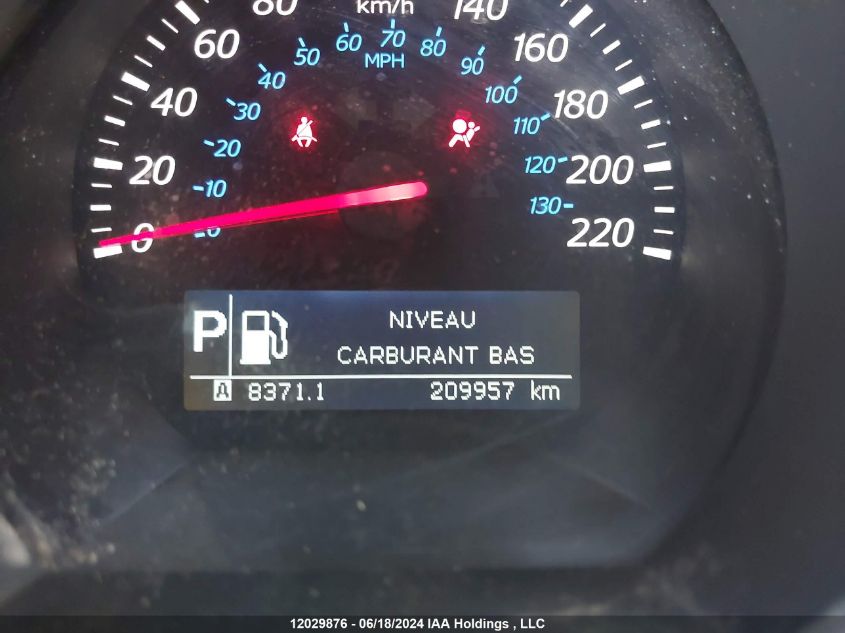 80 km/h 140
60 160
40 180
20 200
0 220
50 60 70 80 90
MPH
40 100
30 110
20 120
10 130
0
P NIVEAU
CARBURANT BAS
A 8371.1 209957 km
12029876 - 06/18/2024 IAA Holdings , LLC